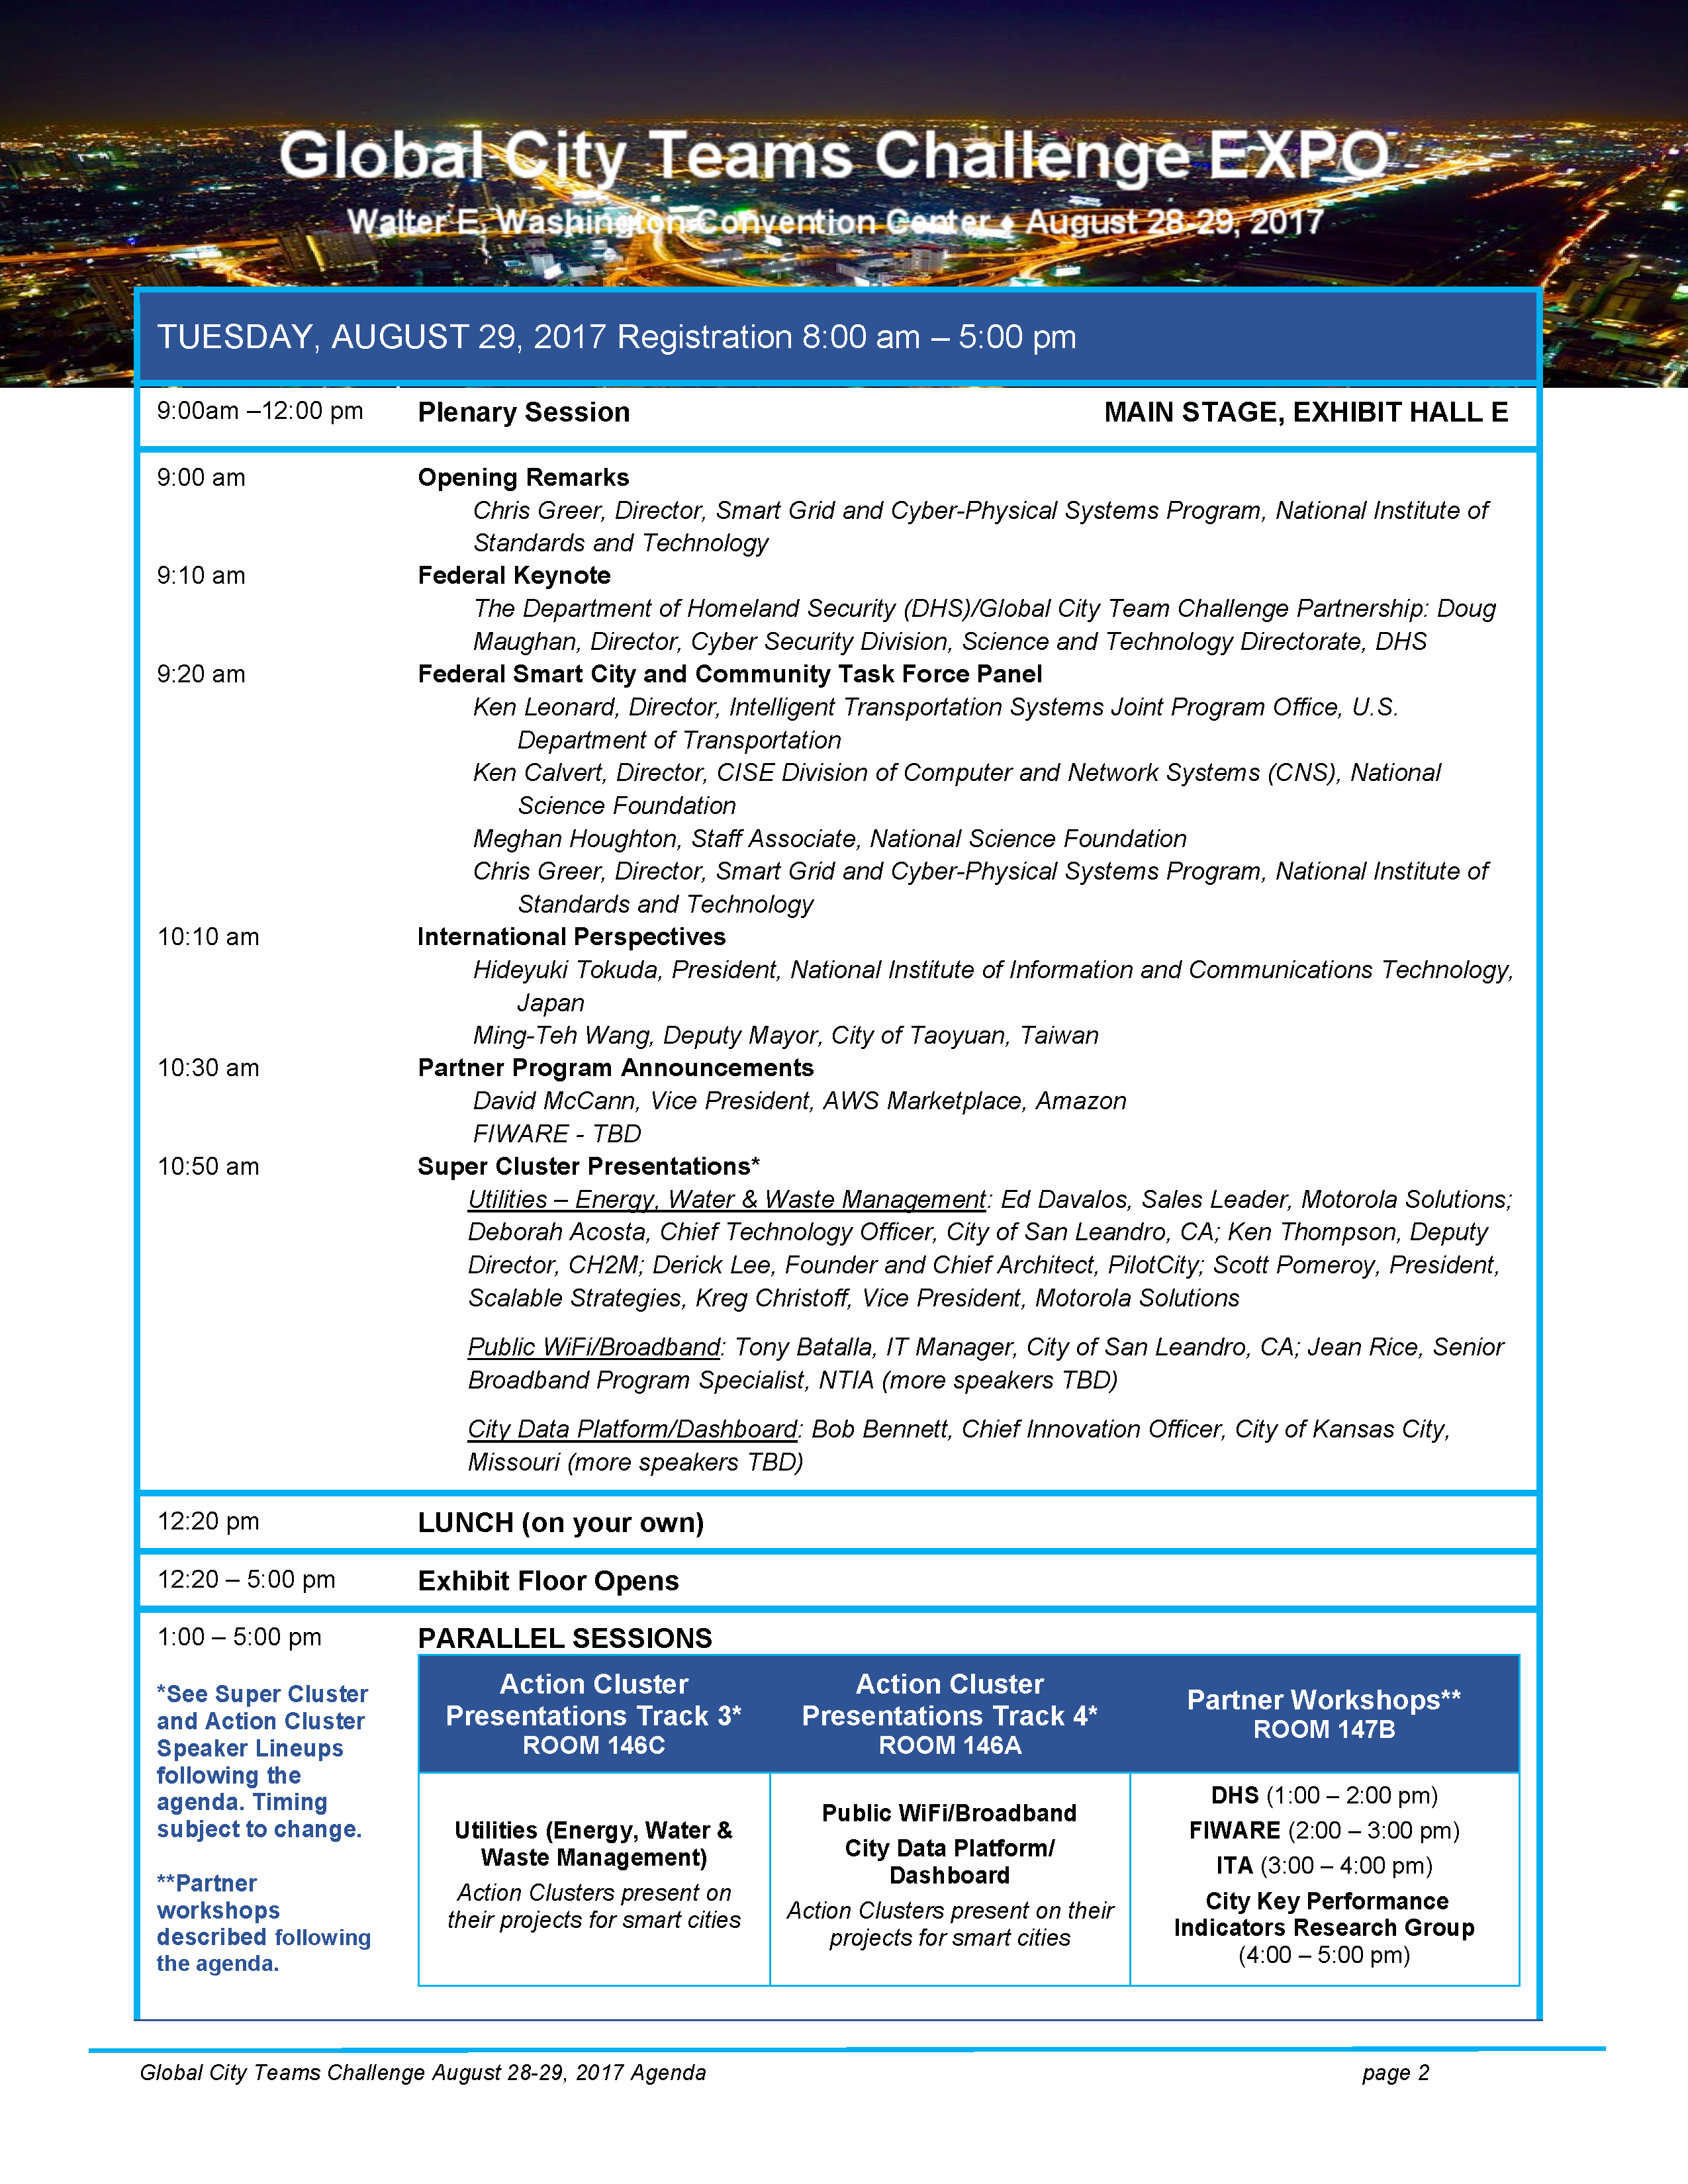 Global City Teams Challenge EXPO
Walter E. Washington Convention Center ♦ August 28-29, 2017
TUESDAY, AUGUST 29, 2017 Registration 8:00 am – 5:00 pm
9:00am –12:00 pm Plenary Session MAIN STAGE, EXHIBIT HALL E
9:00 am Opening Remarks
Chris Greer, Director, Smart Grid and Cyber-Physical Systems Program, National Institute of
Standards and Technology
9:10 am Federal Keynote
The Department of Homeland Security (DHS)/Global City Team Challenge Partnership: Doug
Maughan, Director, Cyber Security Division, Science and Technology Directorate, DHS
9:20 am Federal Smart City and Community Task Force Panel
Ken Leonard, Director, Intelligent Transportation Systems Joint Program Office, U.S.
Department of Transportation
Ken Calvert, Director, CISE Division of Computer and Network Systems (CNS), National
Science Foundation
Meghan Houghton, Staff Associate, National Science Foundation
Chris Greer, Director, Smart Grid and Cyber-Physical Systems Program, National Institute of
Standards and Technology
10:10 am International Perspectives
Hideyuki Tokuda, President, National Institute of Information and Communications Technology,
Japan
Ming-Teh Wang, Deputy Mayor, City of Taoyuan, Taiwan
10:30 am Partner Program Announcements
David McCann, Vice President, AWS Marketplace, Amazon
FIWARE - TBD
10:50 am Super Cluster Presentations*
Utilities – Energy, Water & Waste Management: Ed Davalos, Sales Leader, Motorola Solutions;
Deborah Acosta, Chief Technology Officer, City of San Leandro, CA; Ken Thompson, Deputy
Director, CH2M; Derick Lee, Founder and Chief Architect, PilotCity; Scott Pomeroy, President,
Scalable Strategies, Kreg Christoff, Vice President, Motorola Solutions
Public WiFi/Broadband: Tony Batalla, IT Manager, City of San Leandro, CA; Jean Rice, Senior
Broadband Program Specialist, NTIA (more speakers TBD)
City Data Platform/Dashboard: Bob Bennett, Chief Innovation Officer, City of Kansas City,
Missouri (more speakers TBD)
12:20 pm LUNCH (on your own)
12:20 – 5:00 pm Exhibit Floor Opens
1:00 – 5:00 pm PARALLEL SESSIONS
*See Super Cluster
and Action Cluster
Speaker Lineups
following the
agenda. Timing
subject to change.
**Partner
workshops
described following
the agenda.
Action Cluster
Presentations Track 3*
ROOM 146C
Action Cluster
Presentations Track 4*
ROOM 146A
Partner Workshops**
ROOM 147B
Utilities (Energy, Water &
Waste Management)
Action Clusters present on
their projects for smart cities
Public WiFi/Broadband
City Data Platform/
Dashboard
Action Clusters present on their
projects for smart cities
DHS (1:00 – 2:00 pm)
FIWARE (2:00 – 3:00 pm)
ITA (3:00 – 4:00 pm)
City Key Performance
Indicators Research Group
(4:00 – 5:00 pm)
Global City Teams Challenge August 28-29, 2017 Agenda page 2